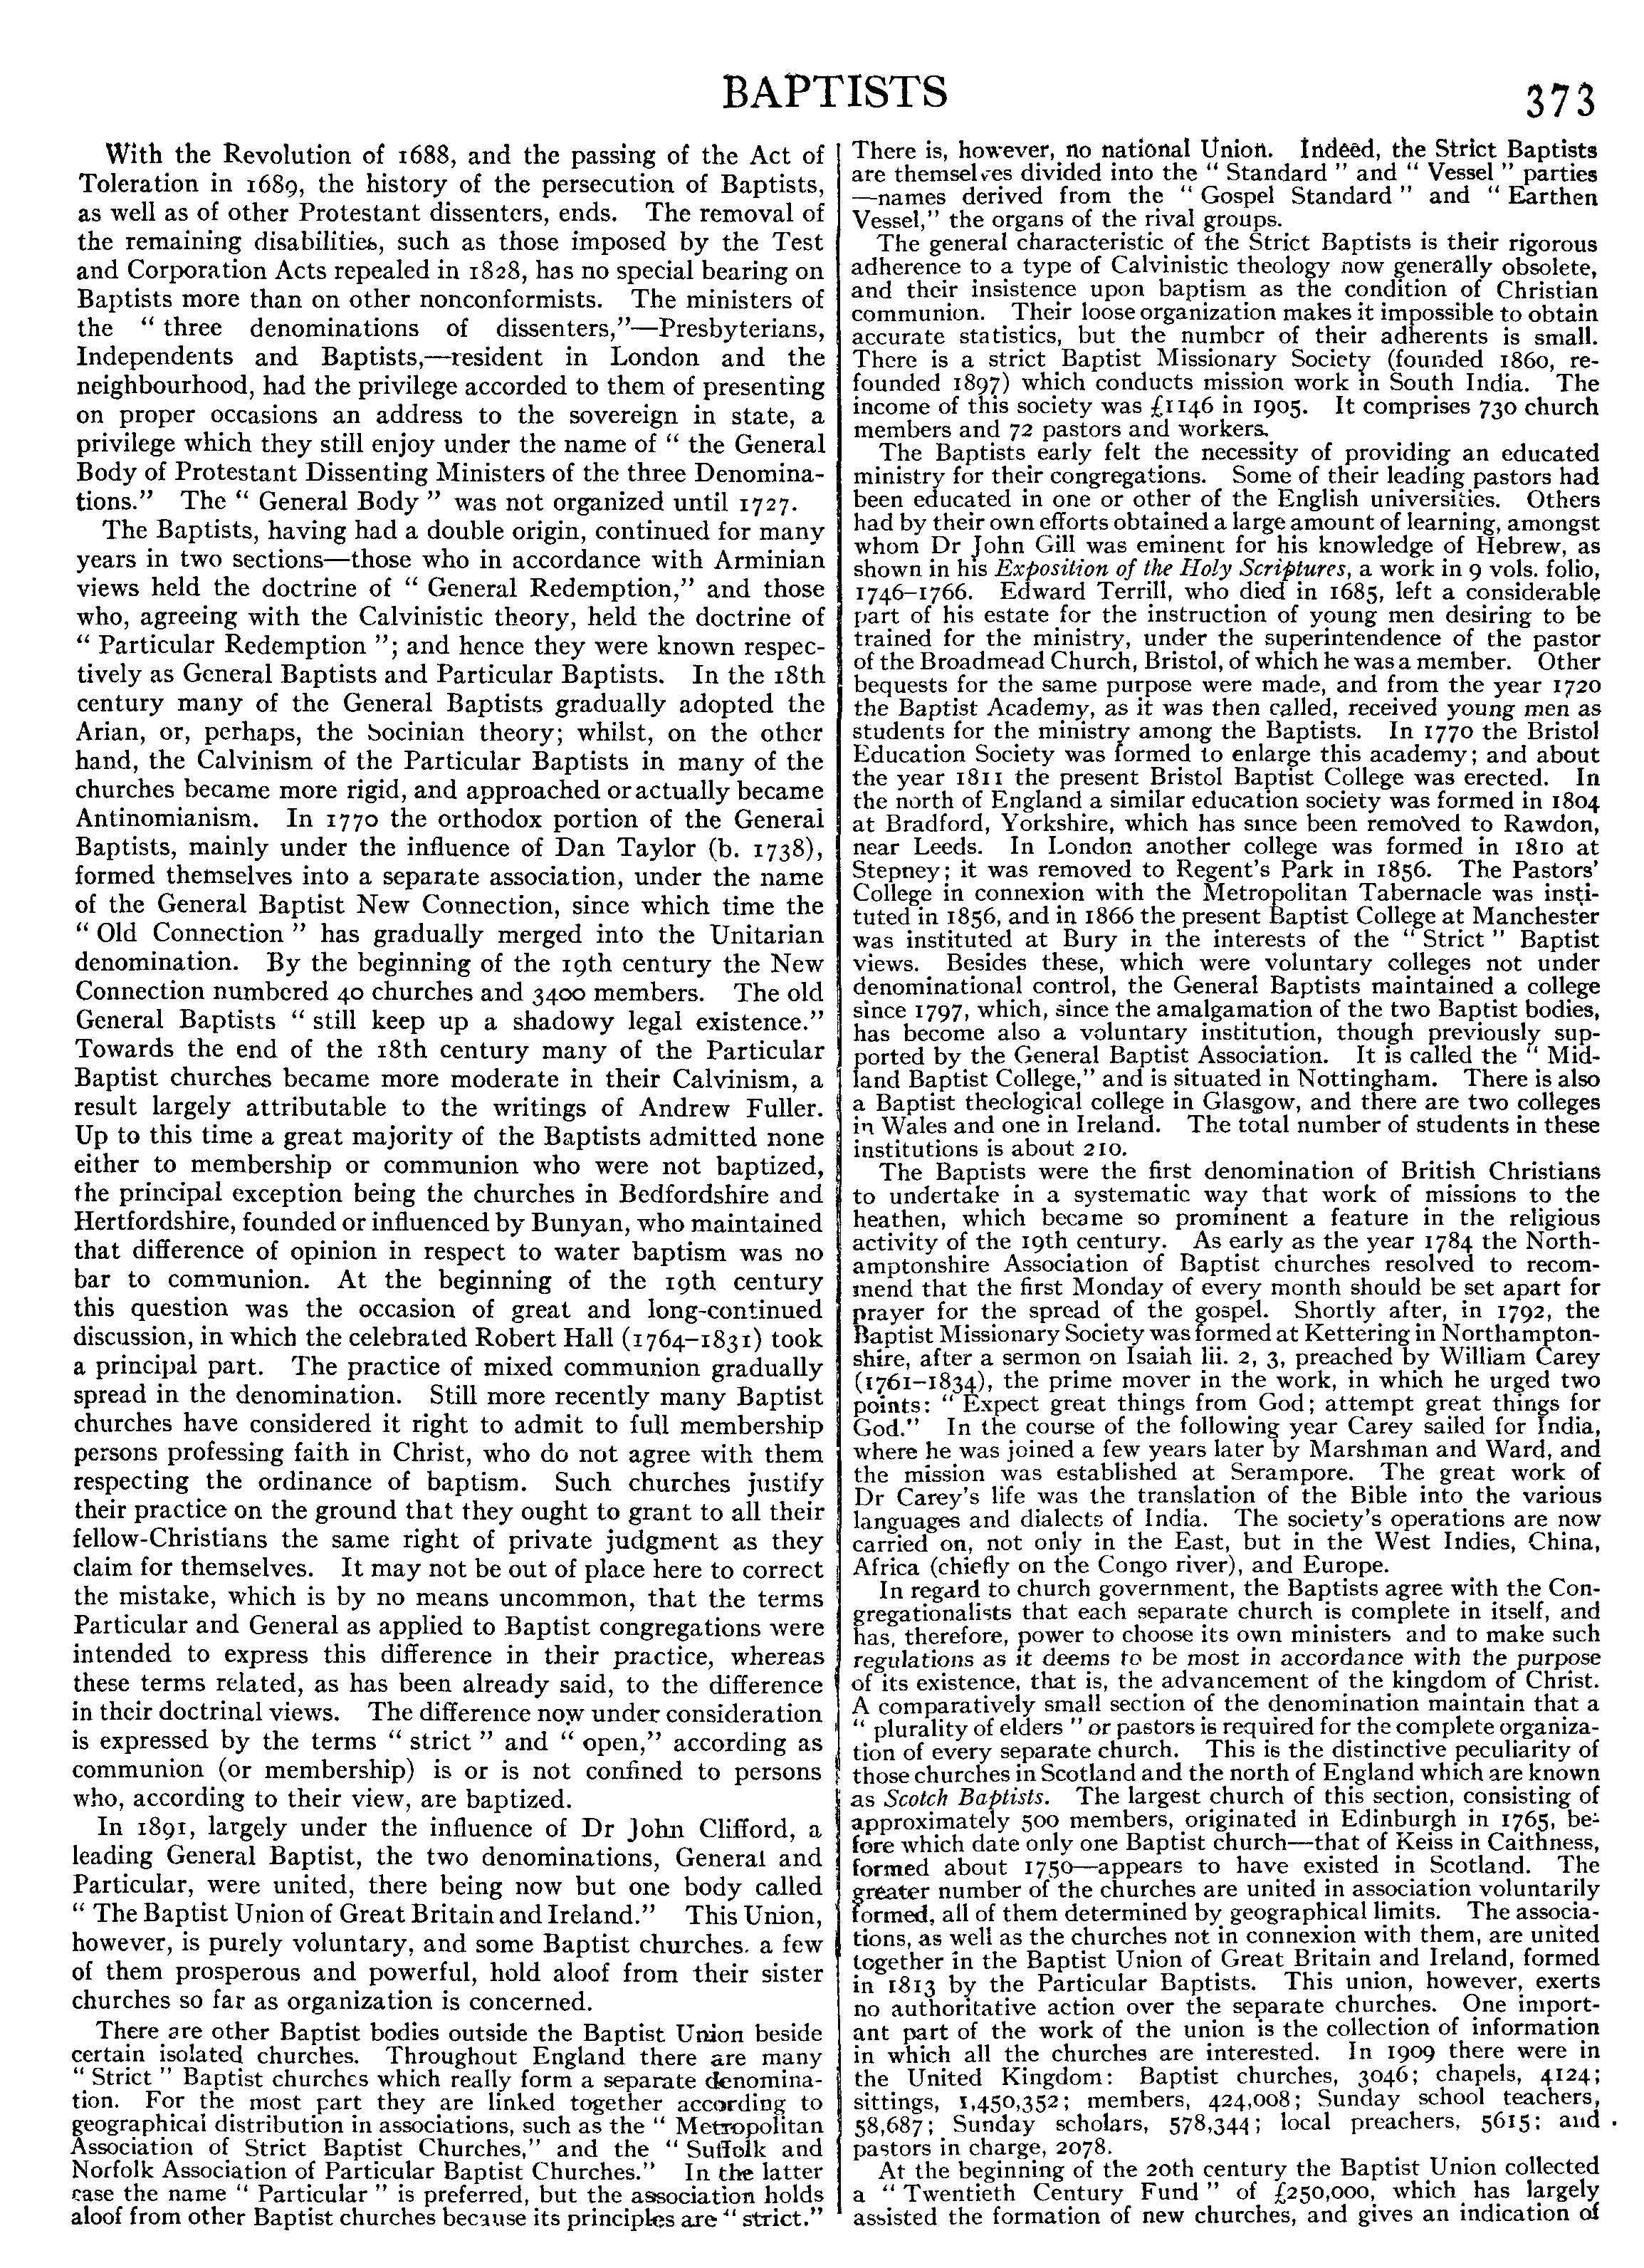 BAPTISTS
373
With the Revolution of 1688, and the passing of the Act of
Toleration in 1689, the history of the persecution of Baptists,
as well as of other Protestant dissenters, ends. The removal of
the remaining disabilities, such as those imposed by the Test
and Corporation Acts repealed in 1828, has no special bearing on
Baptists more than on other nonconformists. The ministers of
the “ three denominations of dissenters,”—Presbyterians,
Independents and Baptists,—resident in London and the
neighbourhood, had the privilege accorded to them of presenting
on proper occasions an address to the sovereign in state, a
privilege which they still enjoy under the name of “ the General
Body of Protestant Dissenting Ministers of the three Denomina-
tions.” The “ General Body ” was not organized until 1727.
The Baptists, having had a double origin, continued for many
years in two sections—those who in accordance with Arminian
views held the doctrine of “ General Redemption,” and those
who, agreeing with the Calvinistic theory, held the doctrine of
“ Particular Redemption ”; and hence they were known respec-
tively as General Baptists and Particular Baptists. In the 18th
century many of the General Baptists gradually adopted the
Arian, or, perhaps, the Socinian theory; whilst, on the other
hand, the Calvinism of the Particular Baptists in many of the
churches became more rigid, and approached or actually became
Antinomianism. In 1770 the orthodox portion of the General
Baptists, mainly under the influence of Dan Taylor (b. 1738),
formed themselves into a separate association, under the name
of the General Baptist New Connection, since which time the
“ Old Connection ” has gradually merged into the Unitarian
denomination. By the beginning of the 19th century the New
Connection numbered 40 churches and 3400 members. The old
General Baptists “ still keep up a shadowy legal existence.”
Towards the end of the 18th century many of the Particular
Baptist churches became more moderate in their Calvinism, a
result largely attributable to the writings of Andrew Fuller.
Up to this time a great majority of the Baptists admitted none
either to membership or communion who were not baptized,
the principal exception being the churches in Bedfordshire and
Hertfordshire, founded or influenced by Bunyan, who maintained
that difference of opinion in respect to water baptism was no
bar to communion. At the beginning of the 19th century
this question was the occasion of great and long-continued
discussion, in which the celebrated Robert Hall (1764–1831) took
a principal part. The practice of mixed communion gradually
spread in the denomination. Still more recently many Baptist
churches have considered it right to admit to full membership
persons professing faith in Christ, who do not agree with them
respecting the ordinance of baptism. Such churches justify
their practice on the ground that they ought to grant to all their
fellow-Christians the same right of private judgment as they
claim for themselves. It may not be out of place here to correct
the mistake, which is by no means uncommon, that the terms
Particular and General as applied to Baptist congregations were
intended to express this difference in their practice, whereas
these terms related, as has been already said, to the difference
in their doctrinal views. The difference now under consideration
is expressed by the terms “ strict ” and “ open,” according as
communion (or membership) is or is not confined to persons
who, according to their view, are baptized.
In 1891, largely under the influence of Dr John Clifford, a
leading General Baptist, the two denominations, General and
Particular, were united, there being now but one body called
“ The Baptist Union of Great Britain and Ireland.” This Union,
however, is purely voluntary, and some Baptist churches, a few
of them prosperous and powerful, hold aloof from their sister
churches so far as organization is concerned.
There are other Baptist bodies outside the Baptist Union beside
certain isolated churches. Throughout England there are many
“ Strict ” Baptist churches which really form a separate denomina-
tion. For the most part they are linked together according to
geographical distribution in associations, such as the “ Metropolitan
Association of Strict Baptist Churches,” and the “ Suffolk and
Norfolk Association of Particular Baptist Churches.” In the latter
case the name “ Particular ” is preferred, but the association holds
aloof from other Baptist churches because its principles are “ strict.”
There is, however, no national Union. Indeed, the Strict Baptists
are themselves divided into the “ Standard ” and “ Vessel ” parties
—names derived from the “ Gospel Standard ” and “ Earthen
Vessel,” the organs of the rival groups.
The general characteristic of the Strict Baptists is their rigorous
adherence to a type of Calvinistic theology now generally obsolete,
and their insistence upon baptism as the condition of Christian
communion. Their loose organization makes it impossible to obtain
accurate statistics, but the number of their adherents is small.
There is a strict Baptist Missionary Society (founded 1860, re-
founded 1897) which conducts mission work in South India. The
income of this society was £1146 in 1905. It comprises 730 church
members and 72 pastors and workers.
The Baptists early felt the necessity of providing an educated
ministry for their congregations. Some of their leading pastors had
been educated in one or other of the English universities. Others
had by their own efforts obtained a large amount of learning, amongst
whom Dr John Gill was eminent for his knowledge of Hebrew, as
shown in his Exposition of the Holy Scriptures, a work in 9 vols. folio,
1746–1766. Edward Terrill, who died in 1685, left a considerable
part of his estate for the instruction of young men desiring to be
trained for the ministry, under the superintendence of the pastor
of the Broadmead Church, Bristol, of which he was a member. Other
bequests for the same purpose were made, and from the year 1720
the Baptist Academy, as it was then called, received young men as
students for the ministry among the Baptists. In 1770 the Bristol
Education Society was formed to enlarge this academy; and about
the year 1811 the present Bristol Baptist College was erected. In
the north of England a similar education society was formed in 1804
at Bradford, Yorkshire, which has since been removed to Rawdon,
near Leeds. In London another college was formed in 1810 at
Stepney; it was removed to Regent’s Park in 1856. The Pastors’
College in connexion with the Metropolitan Tabernacle was insti-
tuted in 1856, and in 1866 the present Baptist College at Manchester
was instituted at Bury in the interests of the “ Strict ” Baptist
views. Besides these, which were voluntary colleges not under
denominational control, the General Baptists maintained a college
since 1797, which, since the amalgamation of the two Baptist bodies,
has become also a voluntary institution, though previously sup-
ported by the General Baptist Association. It is called the “ Mid-
land Baptist College,” and is situated in Nottingham. There is also
a Baptist theological college in Glasgow, and there are two colleges
in Wales and one in Ireland. The total number of students in these
institutions is about 210.
The Baptists were the first denomination of British Christians
to undertake in a systematic way that work of missions to the
heathen, which became so prominent a feature in the religious
activity of the 19th century. As early as the year 1784 the North-
amptonshire Association of Baptist churches resolved to recom-
mend that the first Monday of every month should be set apart for
prayer for the spread of the gospel. Shortly after, in 1792, the
Baptist Missionary Society was formed at Kettering in Northampton-
shire, after a sermon on Isaiah lii. 2, 3, preached by William Carey
(1761–1834), the prime mover in the work, in which he urged two
points: “ Expect great things from God; attempt great things for
God.” In the course of the following year Carey sailed for India,
where he was joined a few years later by Marshman and Ward, and
the mission was established at Serampore. The great work of
Dr Carey’s life was the translation of the Bible into the various
languages and dialects of India. The society’s operations are now
carried on, not only in the East, but in the West Indies, China,
Africa (chiefly on the Congo river), and Europe.
In regard to church government, the Baptists agree with the Con-
gregationalists that each separate church is complete in itself, and
has, therefore, power to choose its own ministers and to make such
regulations as it deems to be most in accordance with the purpose
of its existence, that is, the advancement of the kingdom of Christ.
A comparatively small section of the denomination maintain that a
“ plurality of elders ” or pastors is required for the complete organiza-
tion of every separate church. This is the distinctive peculiarity of
those churches in Scotland and the north of England which are known
as Scotch Baptists. The largest church of this section, consisting of
approximately 500 members, originated in Edinburgh in 1765, be-
fore which date only one Baptist church—that of Keiss in Caithness,
formed about 1750—appears to have existed in Scotland. The
greater number of the churches are united in association voluntarily
formed, all of them determined by geographical limits. The associa-
tions, as well as the churches not in connexion with them, are united
together in the Baptist Union of Great Britain and Ireland, formed
in 1813 by the Particular Baptists. This union, however, exerts
no authoritative action over the separate churches. One import-
ant part of the work of the union is the collection of information
in which all the churches are interested. In 1909 there were in
the United Kingdom: Baptist churches, 3046; chapels, 4124;
sittings, 1,450,352; members, 424,008; Sunday school teachers,
58,687; Sunday scholars, 578,344; local preachers, 5615; and
pastors in charge, 2078.
At the beginning of the 20th century the Baptist Union collected
a “ Twentieth Century Fund ” of £250,000, which has largely
assisted the formation of new churches, and gives an indication of